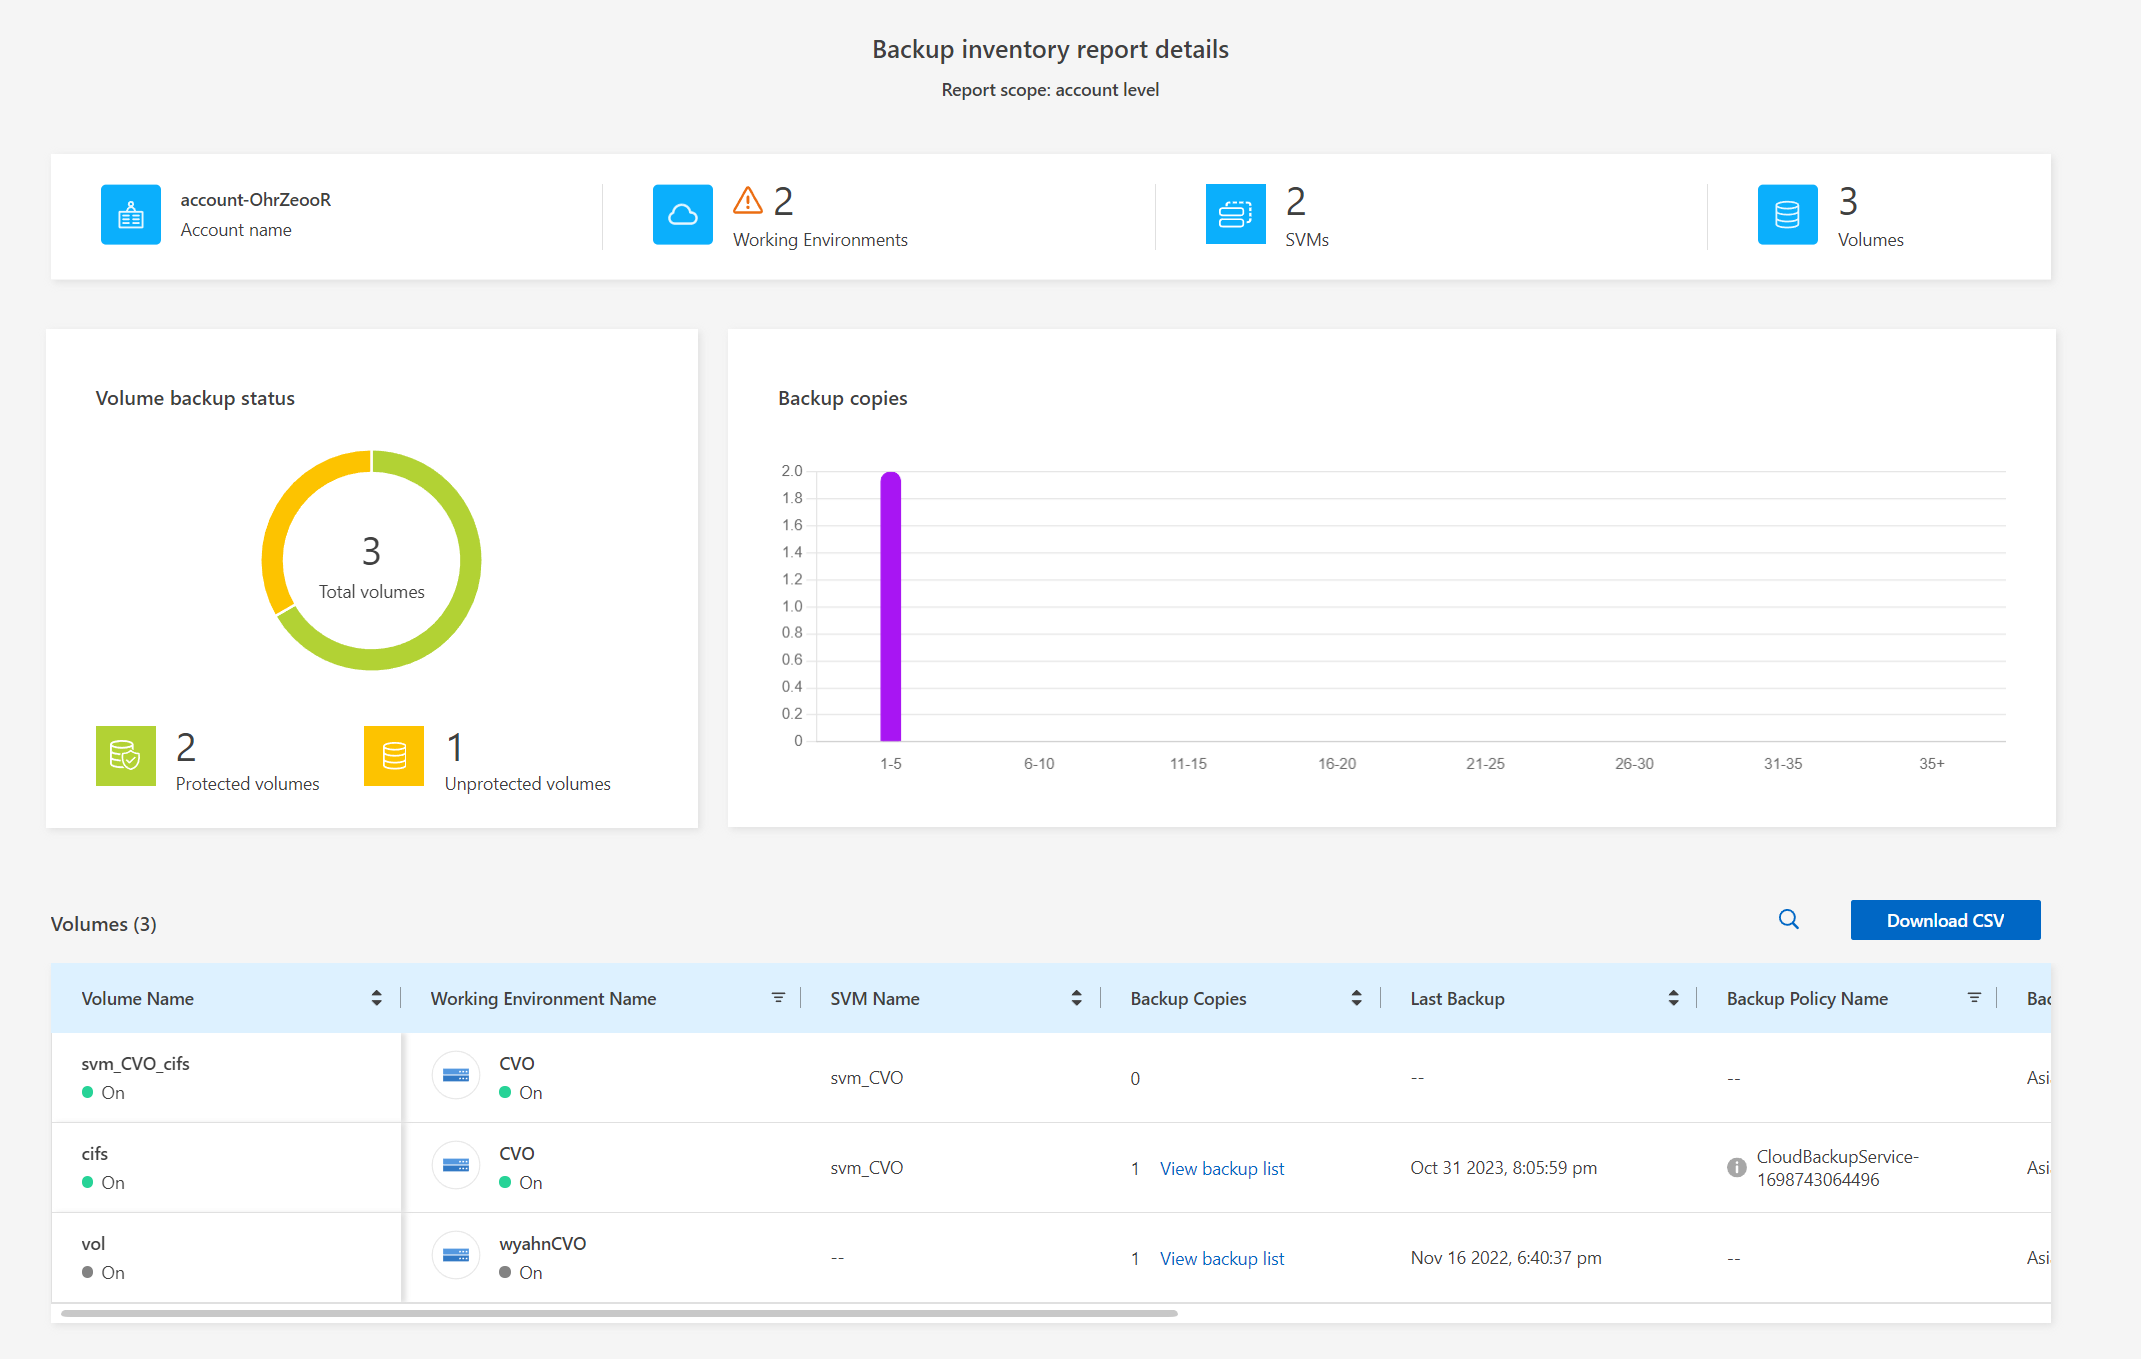 Backup inventory report details
Report scope: account level
account-OhrZeooR
Account name
2
Working Environments
2
SVMs
3
Volumes
Volume backup status
3
Total volumes
2
Protected volumes
1
Unprotected volumes
Backup copies
2.0
1.8
1.6
1.4
1.2
1.0
0.8
0.6
0.4
0.2
0
1-5 6-10 11-15 16-20 21-25 26-30 31-35 35+
Volumes (3)
Download CSV
Volume Name Working Environment Name SVM Name Backup Copies Last Backup Backup Policy Name Bac
svm_CVO_cifs
On
CVO
On
svm_CVO
0
--
--
Asi
cifs
On
CVO
On
svm_CVO
1 View backup list
Oct 31 2023, 8:05:59 pm
CloudBackupService-
1698743064496
Asi
vol
On
wyahnCVO
On
--
1 View backup list
Nov 16 2022, 6:40:37 pm
--
Asi